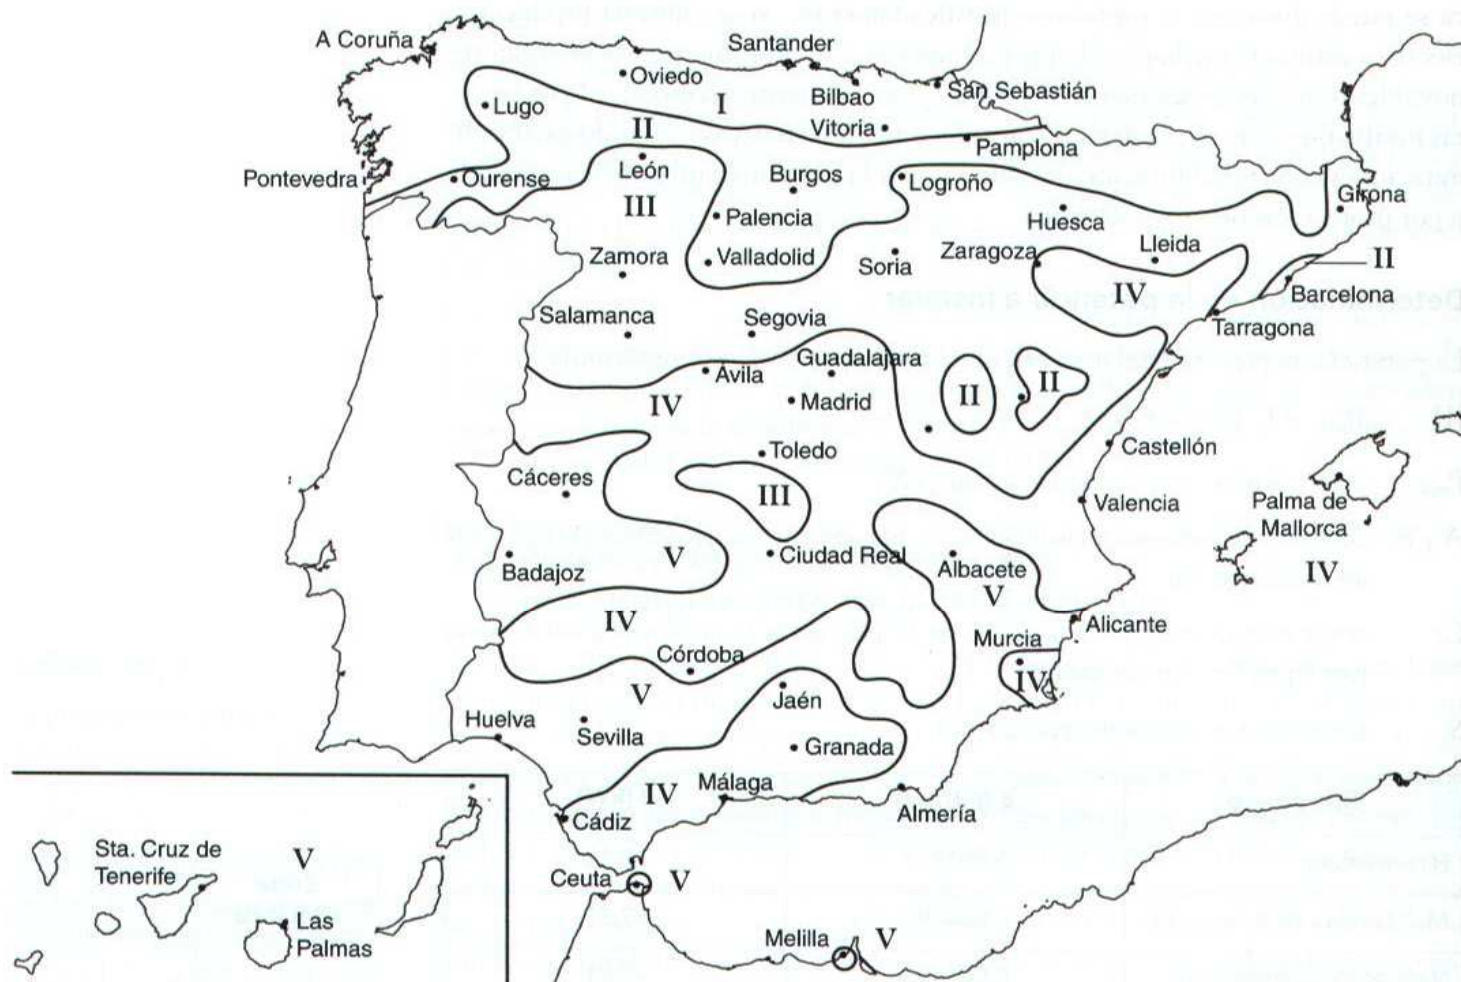 A Coruña
Santander
Oviedo
I
Lugo
Bilbao
San Sebastián
II
Vitoria
Pamplona
Pontevedra
Ourense
León
Burgos
Logroño
Girona
III
Palencia
Huesca
Zamora
Valladolid
Soria
Zaragoza
Lleida
II
IV
Barcelona
Salamanca
Segovia
Tarragona
Guadalajara
Ávila
II
II
IV
Madrid
Toledo
Castellón
Cáceres
III
Valencia
Palma de
Mallorca
V
Ciudad Real
Badajoz
Albacete
IV
V
IV
Alicante
Murcia
Córdoba
IV
V
Jaén
Huelva
Sevilla
Granada
Málaga
IV
Cádiz
Almería
Sta. Cruz de
Tenerife
V
Ceuta
V
Las
Palmas
Melilla
V